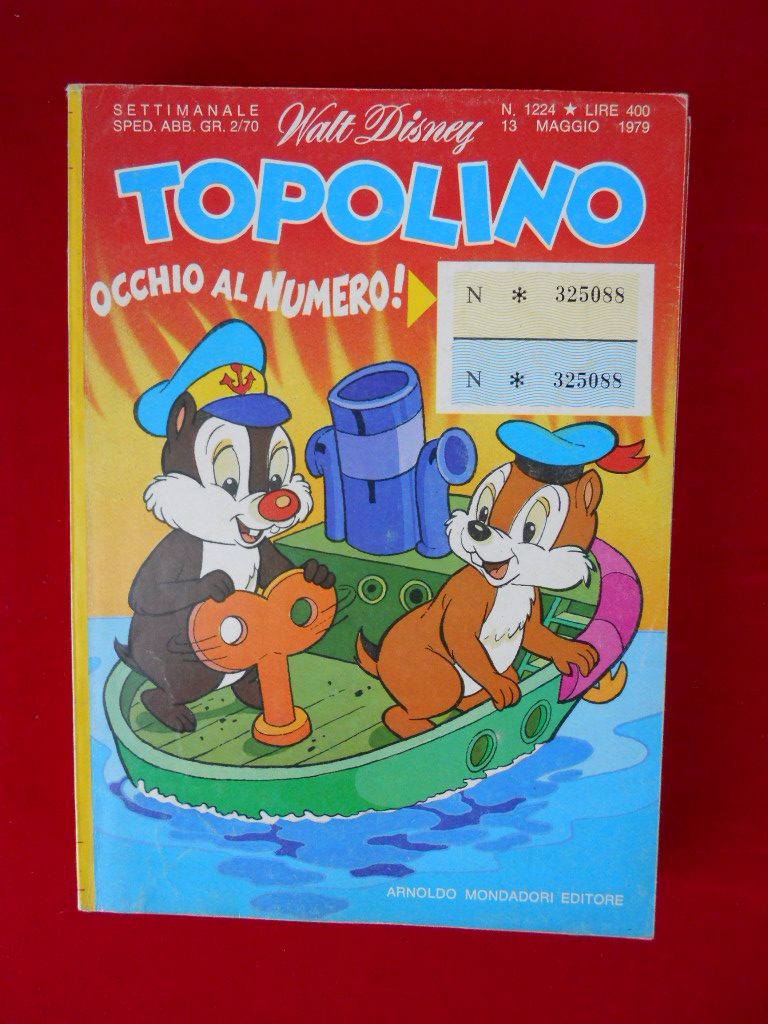 SETTIMANALE
SPED. ABB. GR. 2/70
Walt Disney
N. 1224 ★ LIRE 400
13 MAGGIO 1979
TOPOLINO
OCCHIO AL NUMERO!
N * 325088
N * 325088
ARNOLDO MONDADORI EDITORE